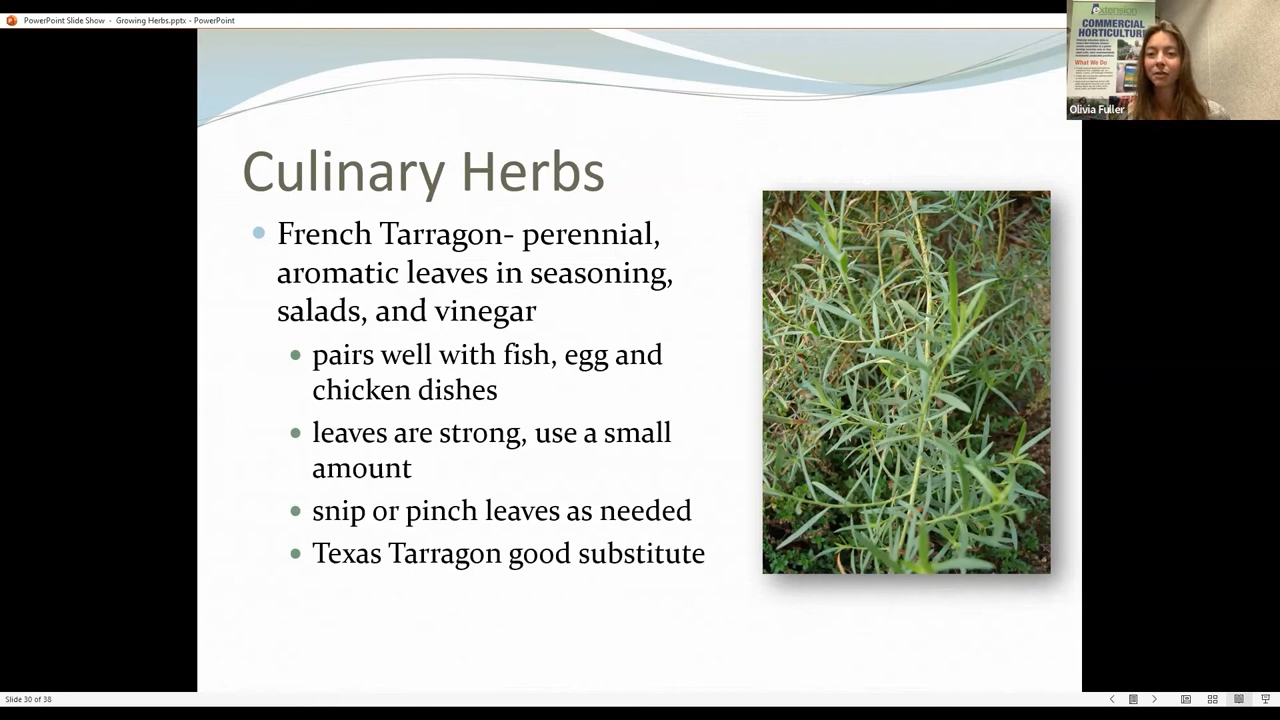 PowerPoint Slide Show - Growing Herbs.pptx - PowerPoint
extension
COMMERCIAL
HORTICULTURE
What We Do
Olivia Fuller
Culinary Herbs
French Tarragon- perennial,
aromatic leaves in seasoning,
salads, and vinegar
pairs well with fish, egg and
chicken dishes
leaves are strong, use a small
amount
snip or pinch leaves as needed
Texas Tarragon good substitute
Slide 30 of 38